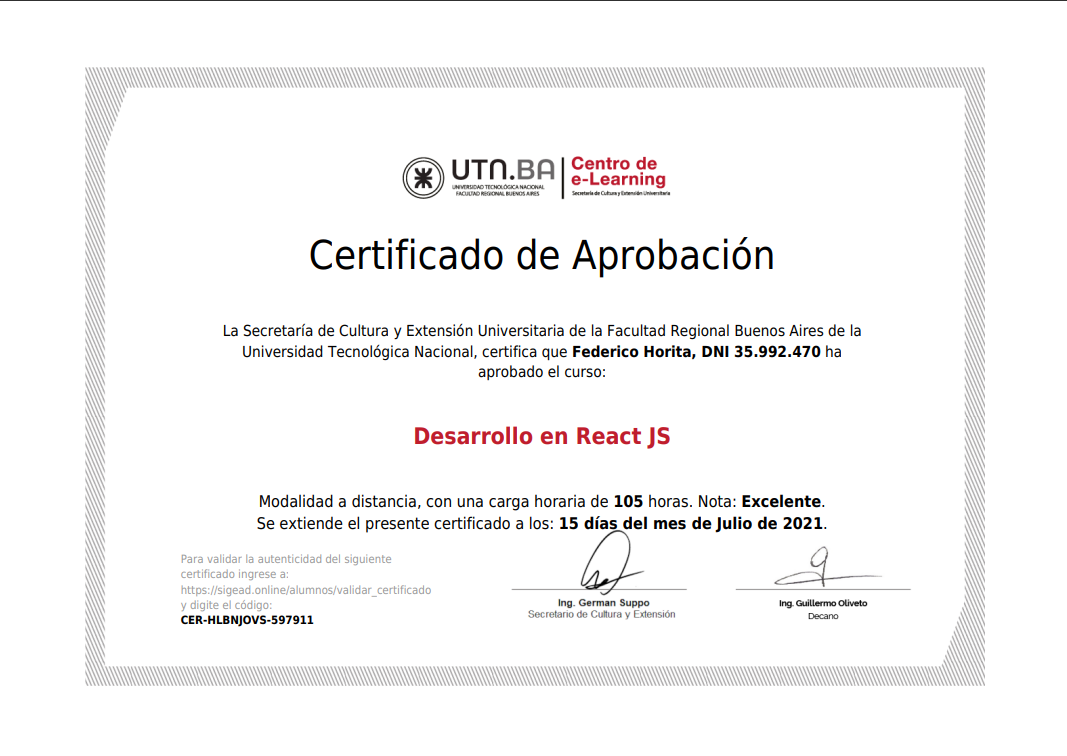 UTN.BA
UNIVERSIDAD TECNOLÓGICA NACIONAL
FACULTAD REGIONAL BUENOS AIRES
Centro de
e-Learning
Secretaría de Cultura y Extensión Universitaria
Certificado de Aprobación
La Secretaría de Cultura y Extensión Universitaria de la Facultad Regional Buenos Aires de la
Universidad Tecnológica Nacional, certifica que Federico Horita, DNI 35.992.470 ha
aprobado el curso:
Desarrollo en React JS
Modalidad a distancia, con una carga horaria de 105 horas. Nota: Excelente.
Se extiende el presente certificado a los: 15 días del mes de Julio de 2021.
Para validar la autenticidad del siguiente
certificado ingrese a:
https://sigead.online/alumnos/validar_certificado
y digite el código:
CER-HLBNJOVS-597911
Ing. German Suppo
Secretario de Cultura y Extensión
Ing. Guillermo Oliveto
Decano